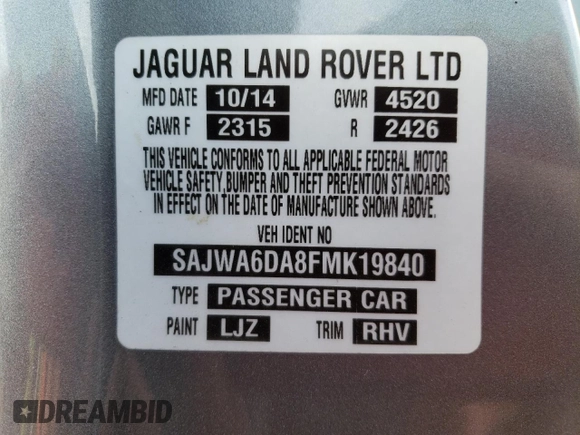 JAGUAR LAND ROVER LTD
MFD DATE 10/14 GVWR 4520
GAWR F 2315 R 2426
THIS VEHICLE CONFORMS TO ALL APPLICABLE FEDERAL MOTOR
VEHICLE SAFETY,BUMPER AND THEFT PREVENTION STANDARDS
IN EFFECT ON THE DATE OF MANUFACTURE SHOWN ABOVE.
VEH IDENT NO
SAJWA6DA8FMK19840
TYPE PASSENGER CAR
PAINT LJZ TRIM RHV
DREAMBID